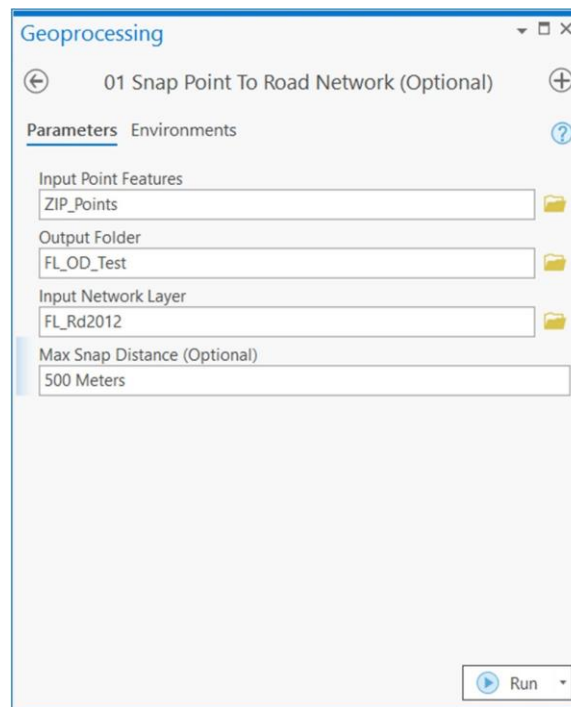 Geoprocessing
01 Snap Point To Road Network (Optional)
Parameters Environments
Input Point Features
ZIP_Points
Output Folder
FL_OD_Test
Input Network Layer
FL_Rd2012
Max Snap Distance (Optional)
500 Meters
Run